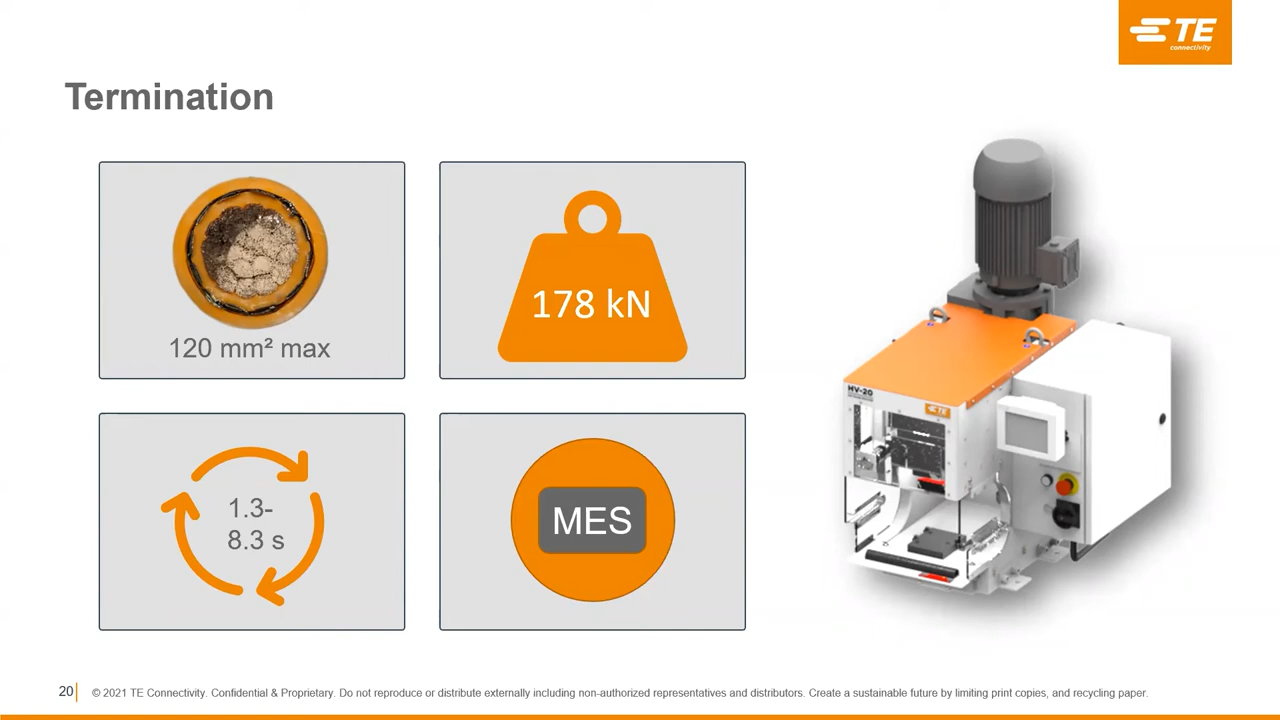 TE
connectivity
Termination
120 mm² max
178 kN
1.3-
8.3 s
MES
HV-20
TE
20
© 2021 TE Connectivity. Confidential & Proprietary. Do not reproduce or distribute externally including non-authorized representatives and distributors. Create a sustainable future by limiting print copies, and recycling paper.